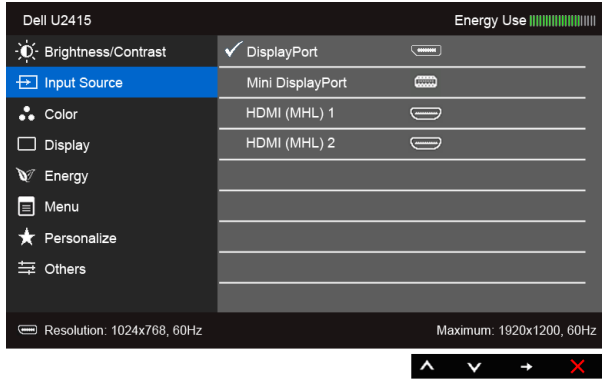 Dell U2415
Energy Use
Brightness/Contrast
DisplayPort
Input Source
Mini DisplayPort
Color
HDMI (MHL) 1
Display
HDMI (MHL) 2
Energy
Menu
Personalize
Others
Resolution: 1024x768, 60Hz
Maximum: 1920x1200, 60Hz